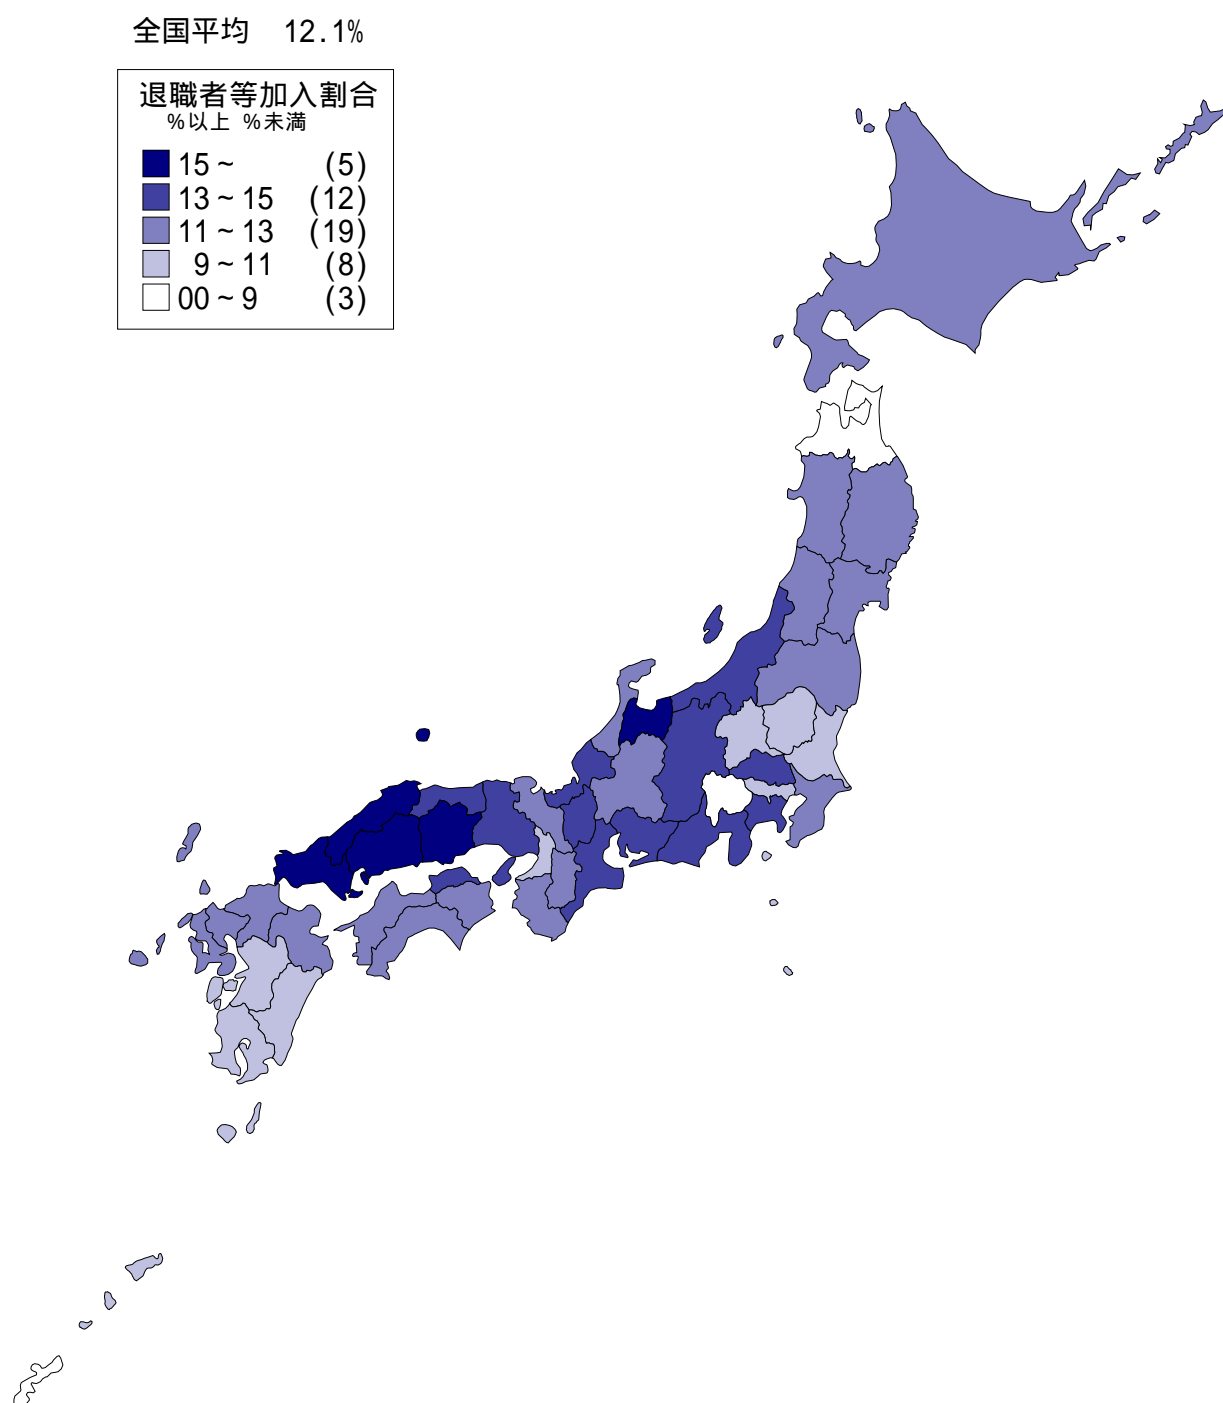 全国平均 12.1%
退職者等加入割合
%以上 %未満
15～ (5)
13～15 (12)
11～13 (19)
9～11 (8)
00～9 (3)